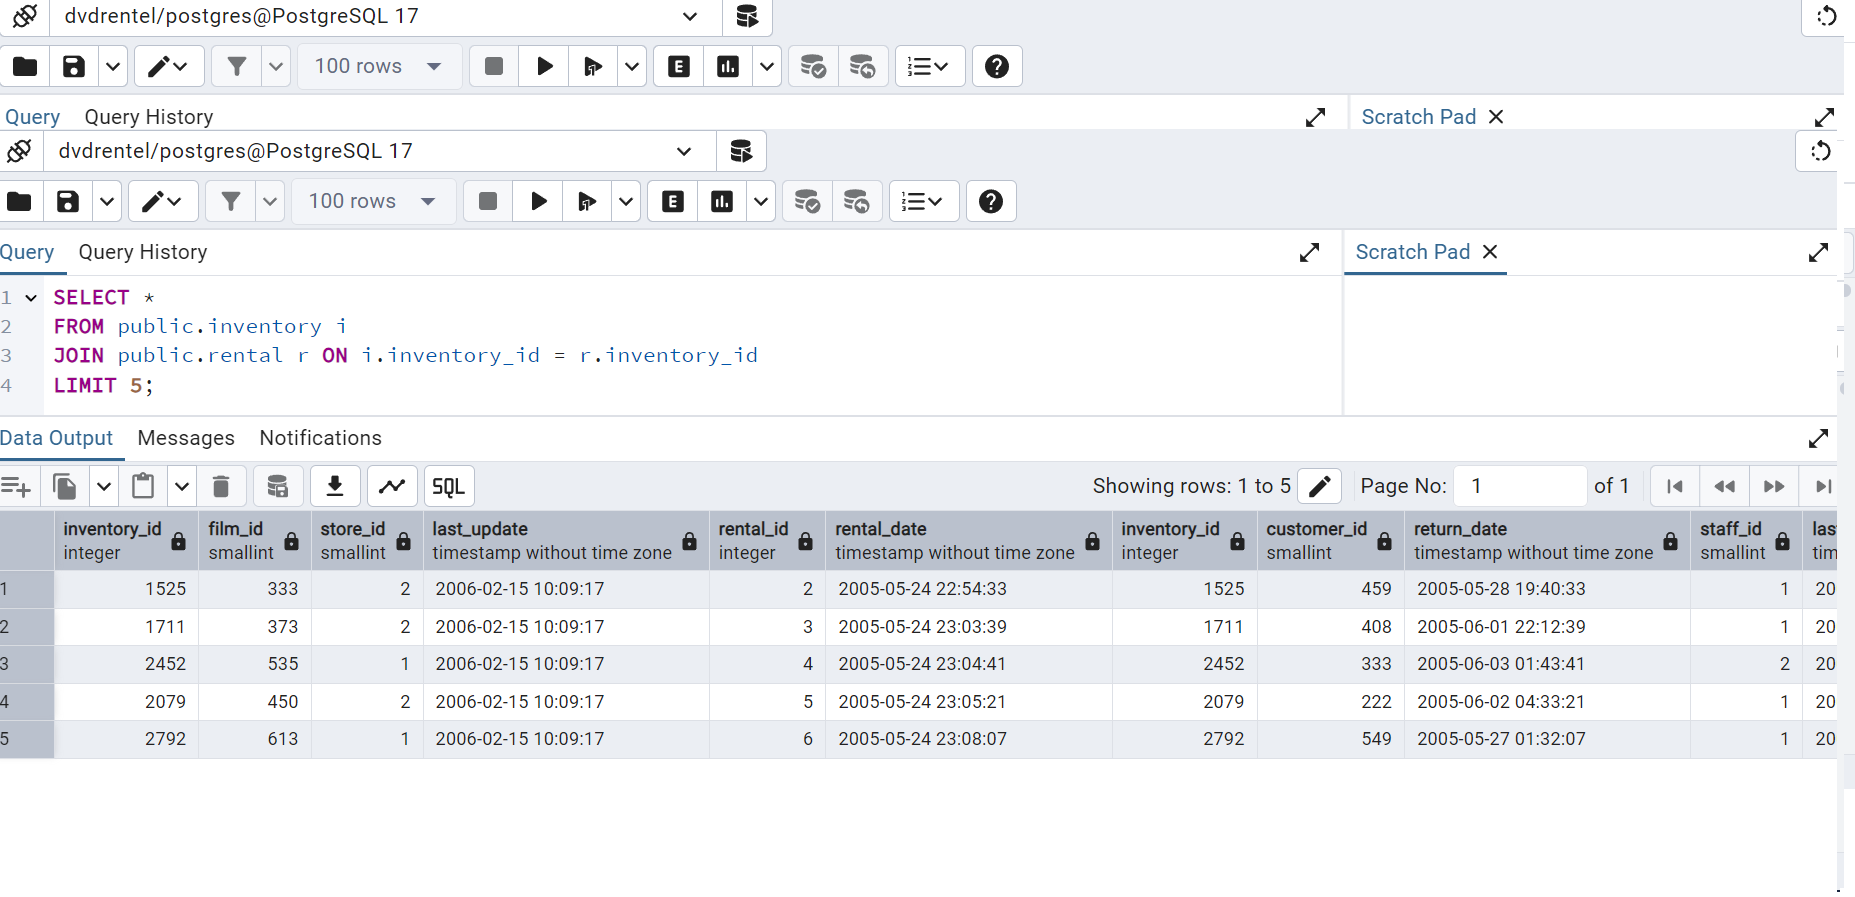 dvdrentel/postgres@PostgreSQL 17
100 rows
Query Query History Scratch Pad
dvdrentel/postgres@PostgreSQL 17
100 rows
Query Query History Scratch Pad
1 SELECT *
2 FROM public.inventory i
3 JOIN public.rental r ON i.inventory_id = r.inventory_id
4 LIMIT 5;
Data Output Messages Notifications
SQL Showing rows: 1 to 5 Page No: 1 of 1
inventory_id film_id store_id last_update rental_id rental_date inventory_id customer_id return_date staff_id las
integer smallint smallint timestamp without time zone integer timestamp without time zone integer smallint timestamp without time zone smallint tim
1 1525 333 2 2006-02-15 10:09:17 2 2005-05-24 22:54:33 1525 459 2005-05-28 19:40:33 1 20
2 1711 373 2 2006-02-15 10:09:17 3 2005-05-24 23:03:39 1711 408 2005-06-01 22:12:39 1 20
3 2452 535 1 2006-02-15 10:09:17 4 2005-05-24 23:04:41 2452 333 2005-06-03 01:43:41 2 20
4 2079 450 2 2006-02-15 10:09:17 5 2005-05-24 23:05:21 2079 222 2005-06-02 04:33:21 1 20
5 2792 613 1 2006-02-15 10:09:17 6 2005-05-24 23:08:07 2792 549 2005-05-27 01:32:07 1 20